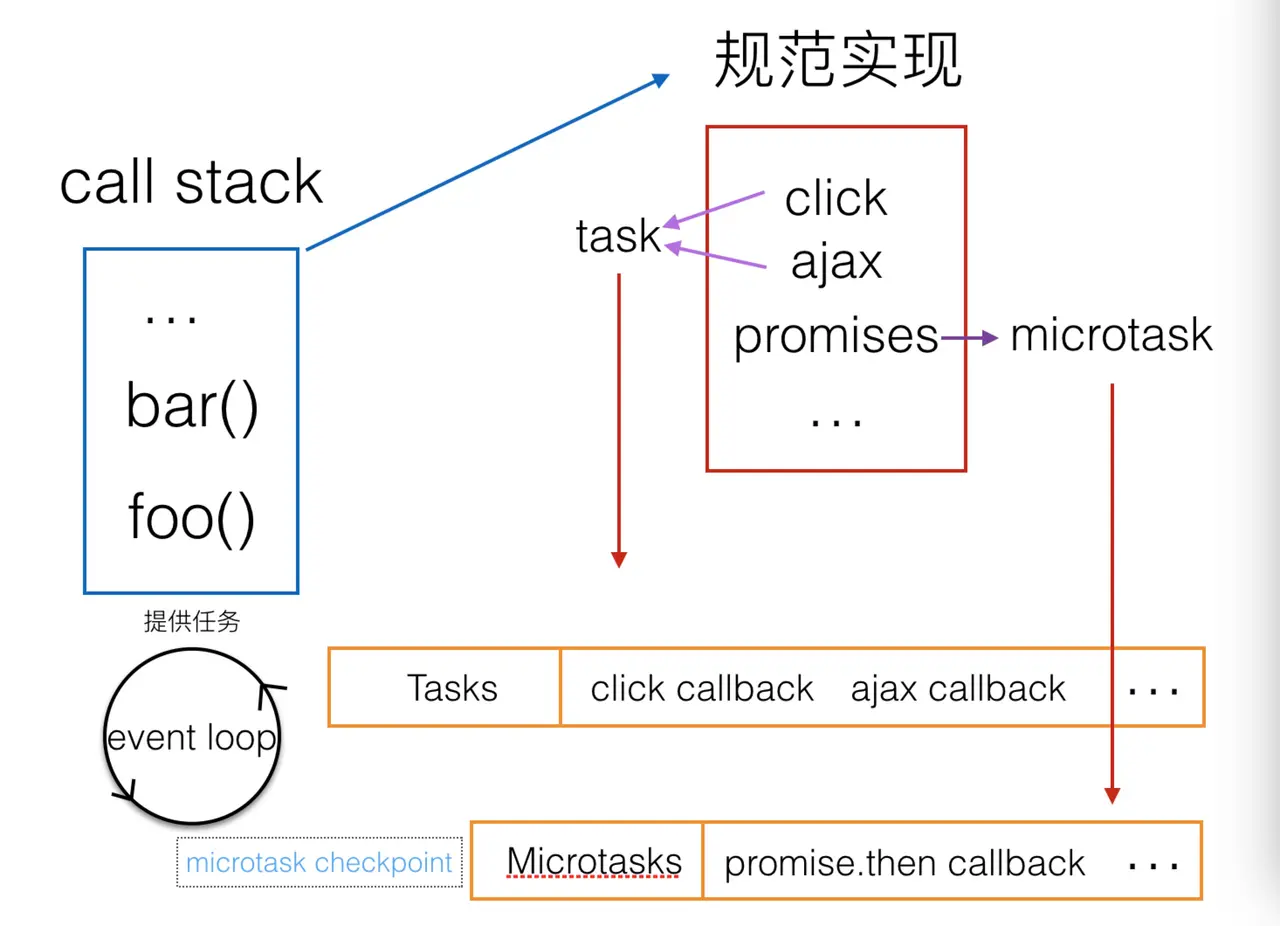 规范实现
call stack
click
task
ajax
promises
microtask
...
...
bar()
foo()
提供任务
event loop
Tasks
click callback
ajax callback
...
microtask checkpoint
Microtasks
promise.then callback
...